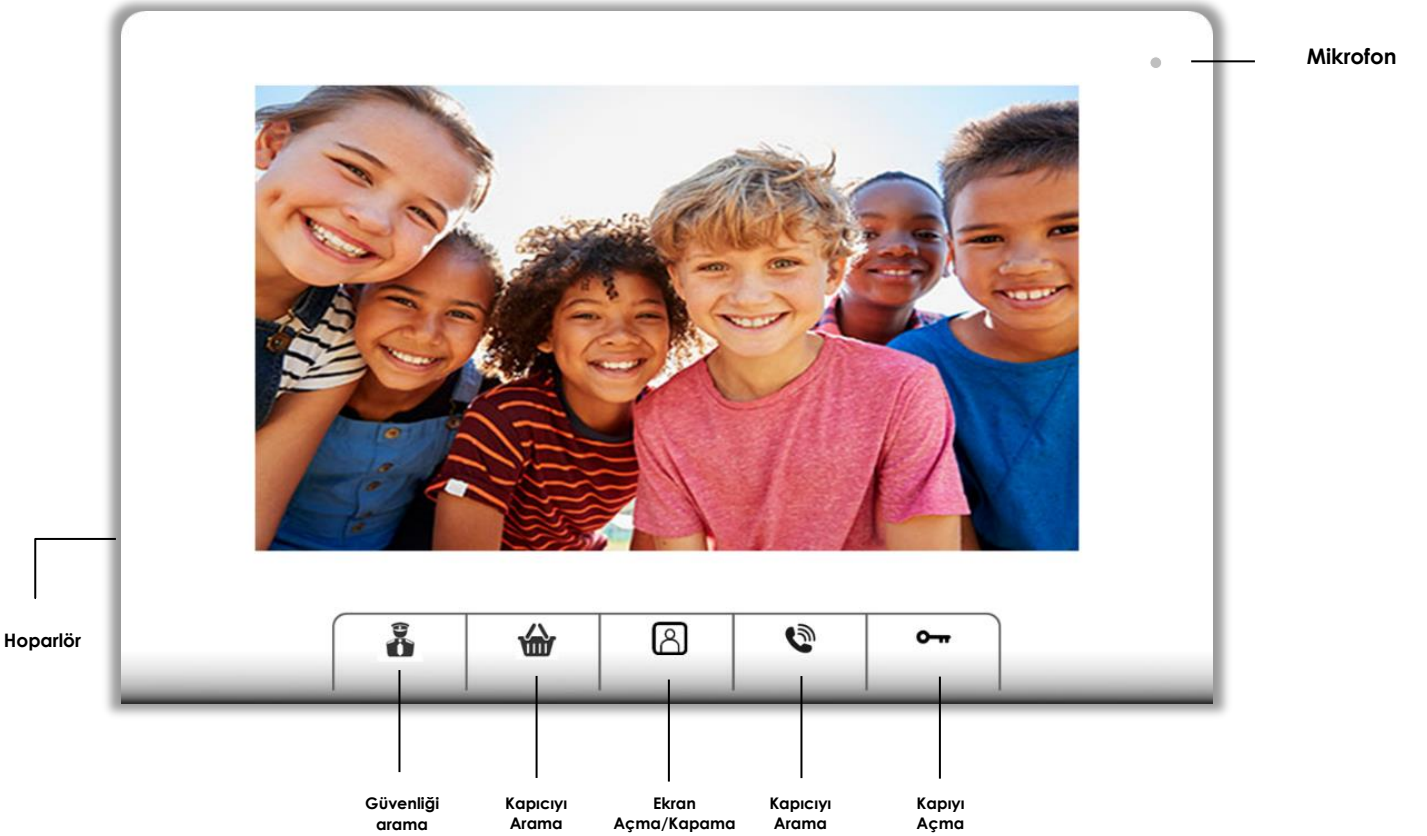 Mikrofon
Hoparlör
Güvenliği
arama
Kapıcıyı
Arama
Ekran
Açma/Kapama
Kapıcıyı
Arama
Kapıyı
Açma